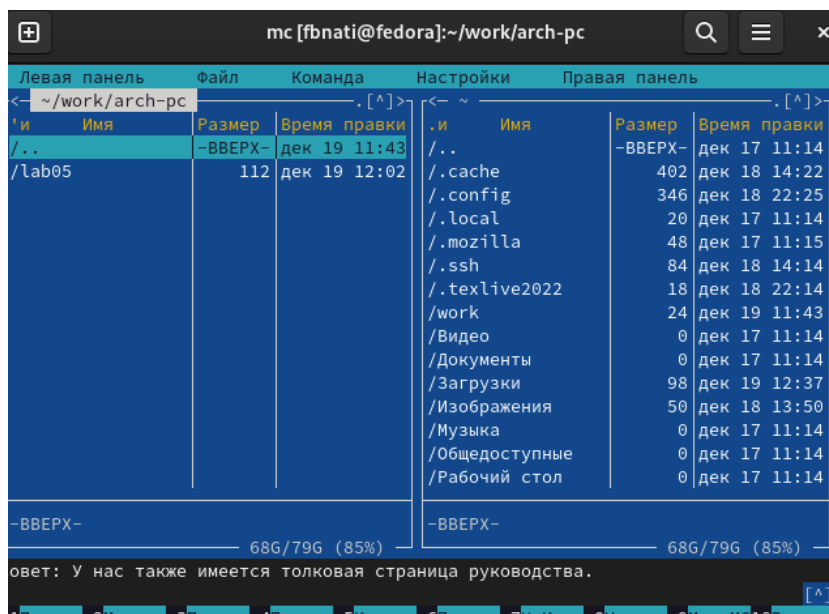 mc [fbnati@fedora]:~/work/arch-pc
Левая панель Файл Команда Настройки Правая панель
<— ~/work/arch-pc .[^]>
'и Имя Размер Время правки
/.. -ВВЕРХ- дек 19 11:43
/lab05 112 дек 19 12:02
-ВВЕРХ-
68G/79G (85%)
<— ~ .[^]>
.и Имя Размер Время правки
/.. -ВВЕРХ- дек 17 11:14
/.cache 402 дек 18 14:22
/.config 346 дек 18 22:25
/.local 20 дек 17 11:14
/.mozilla 48 дек 17 11:15
/.ssh 84 дек 18 14:14
/.texlive2022 18 дек 18 22:14
/work 24 дек 19 11:43
/Видео 0 дек 17 11:14
/Документы 0 дек 17 11:14
/Загрузки 98 дек 19 12:37
/Изображения 50 дек 18 13:50
/Музыка 0 дек 17 11:14
/Общедоступные 0 дек 17 11:14
/Рабочий стол 0 дек 17 11:14
-ВВЕРХ-
68G/79G (85%)
овет: У нас также имеется толковая страница руководства.
[^]